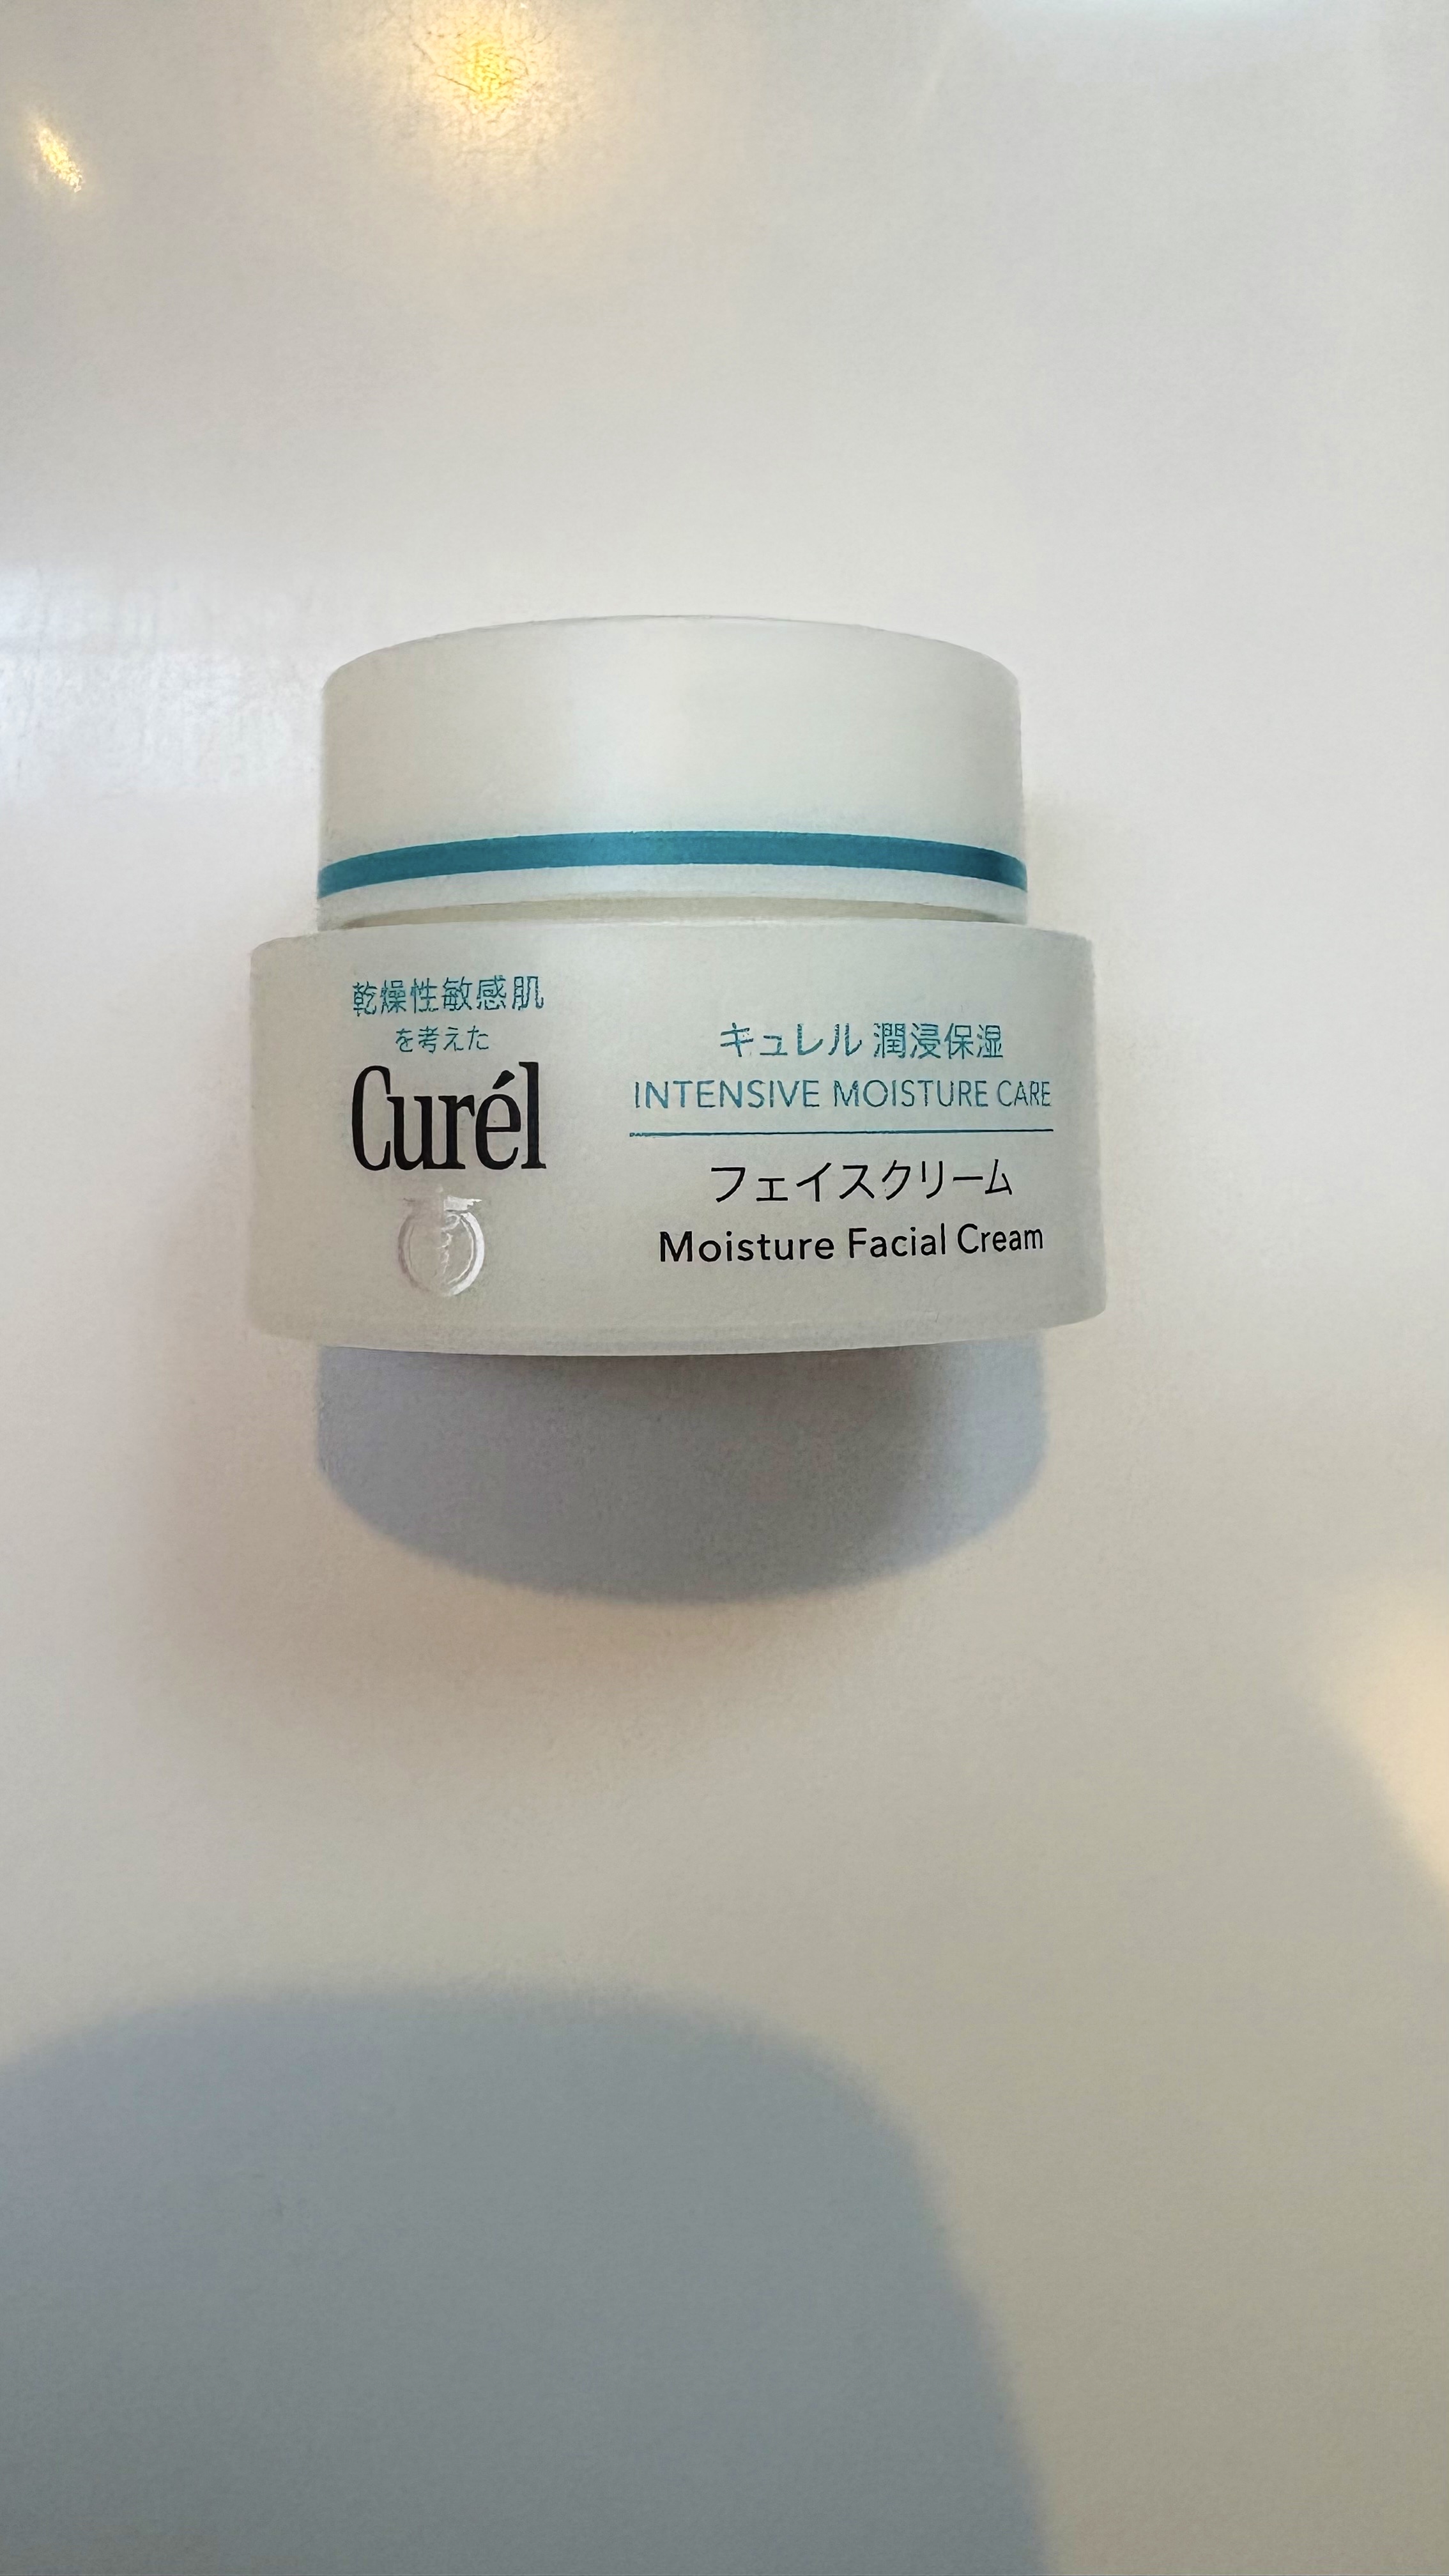 乾燥性敏感肌
を考えた
Curél
キュレル 潤浸保湿
INTENSIVE MOISTURE CARE
フェイスクリーム
Moisture Facial Cream